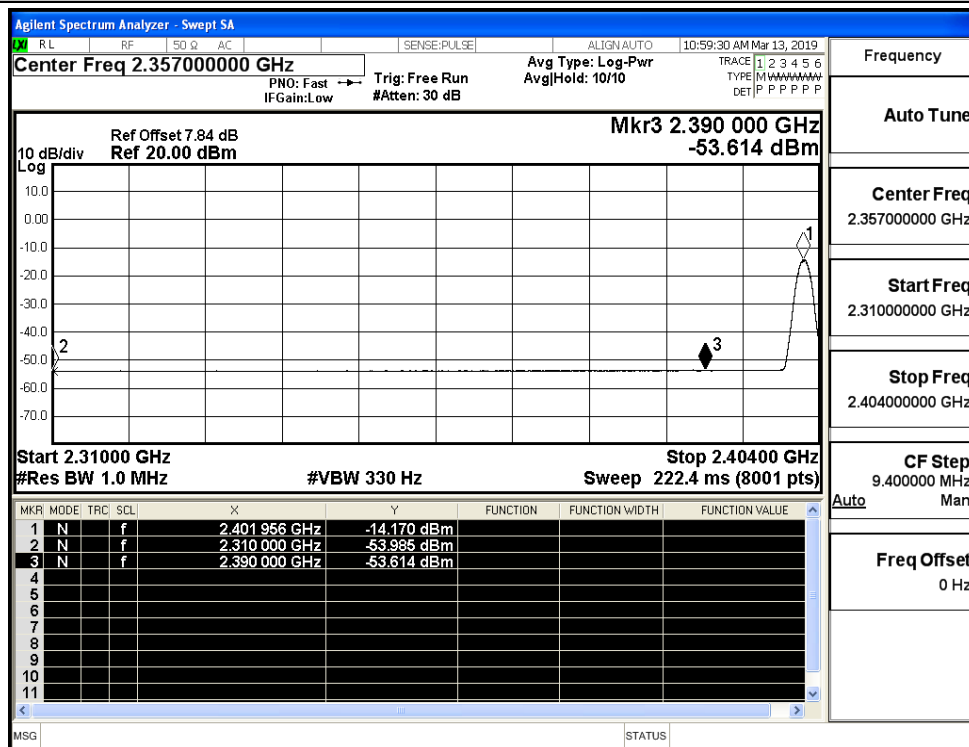 Agilent Spectrum Analyzer - Swept SA
LXI RL RF 50 Ω AC SENSE:PULSE ALIGN AUTO 10:59:30 AM Mar 13, 2019
Center Freq 2.357000000 GHz
PNO: Fast
IFGain:Low
Trig: Free Run
#Atten: 30 dB
Avg Type: Log-Pwr
Avg|Hold: 10/10
TRACE 1 2 3 4 5 6
TYPE M WWWWW
DET P P P P P P
Mkr3 2.390 000 GHz
-53.614 dBm
Ref Offset 7.84 dB
10 dB/div Ref 20.00 dBm
Log
10.0
0.00
-10.0
-20.0
-30.0
-40.0
-50.0
-60.0
-70.0
1
2
3
Start 2.31000 GHz Stop 2.40400 GHz
#Res BW 1.0 MHz #VBW 330 Hz Sweep 222.4 ms (8001 pts)
MKR MODE TRC SCL X Y FUNCTION FUNCTION WIDTH FUNCTION VALUE
1 N f 2.401 956 GHz -14.170 dBm
2 N f 2.310 000 GHz -53.985 dBm
3 N f 2.390 000 GHz -53.614 dBm
4
5
6
7
8
9
10
11
MSG STATUS
Frequency
Auto Tune
Center Freq
2.357000000 GHz
Start Freq
2.310000000 GHz
Stop Freq
2.404000000 GHz
CF Step
9.400000 MHz
Auto Man
Freq Offset
0 Hz